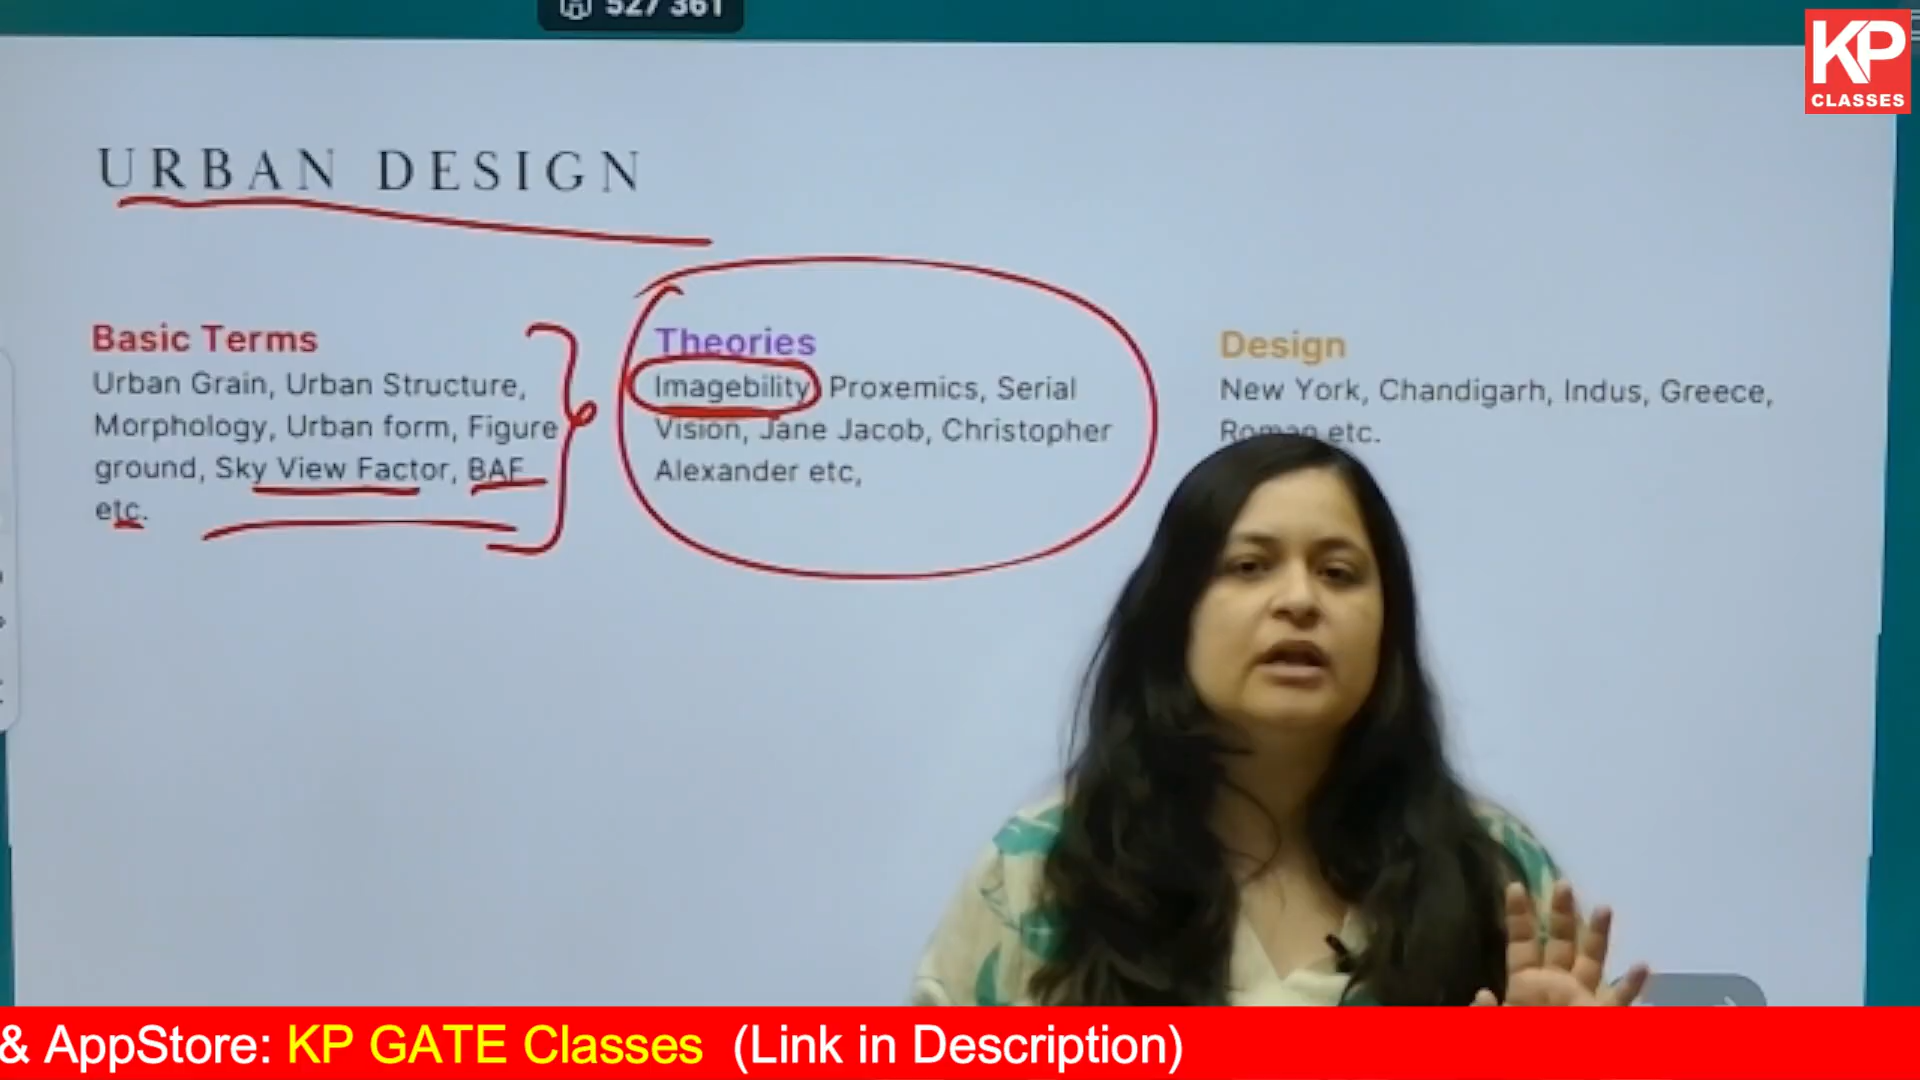 527 361
KP
CLASSES
URBAN DESIGN
Basic Terms
Urban Grain, Urban Structure,
Morphology, Urban form, Figure
ground, Sky View Factor, BAF
etc.
Theories
Imagebility, Proxemics, Serial
Vision, Jane Jacob, Christopher
Alexander etc,
Design
New York, Chandigarh, Indus, Greece,
Roman etc.
& AppStore: KP GATE Classes (Link in Description)